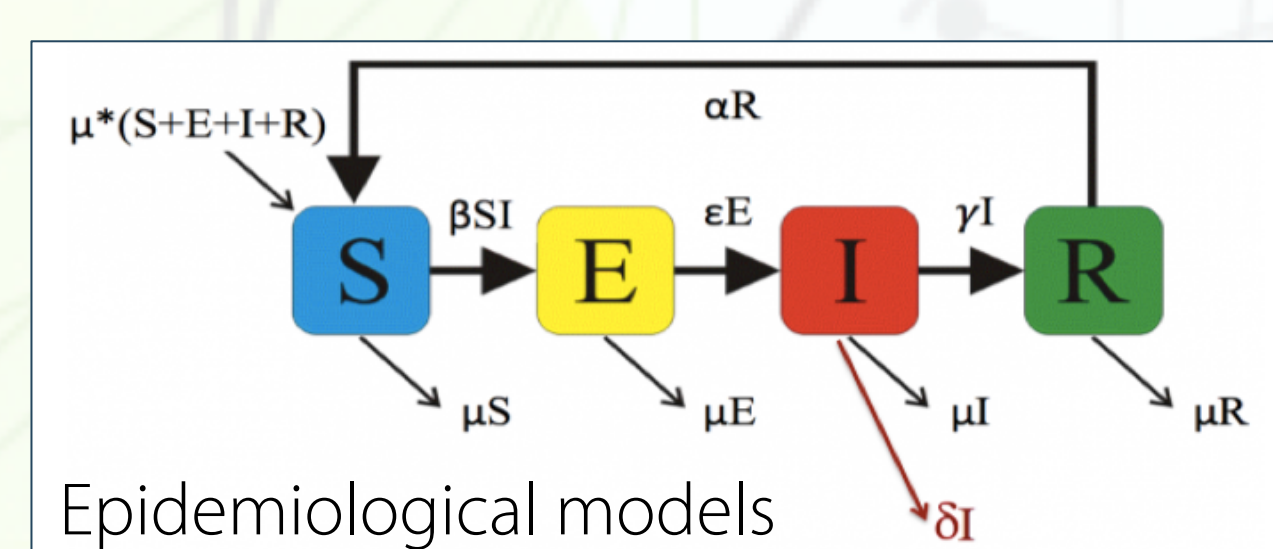 αR
μ*(S+E+I+R)
βSI
εE
γI
S
E
I
R
μS
μE
μI
μR
Epidemiological models
δI